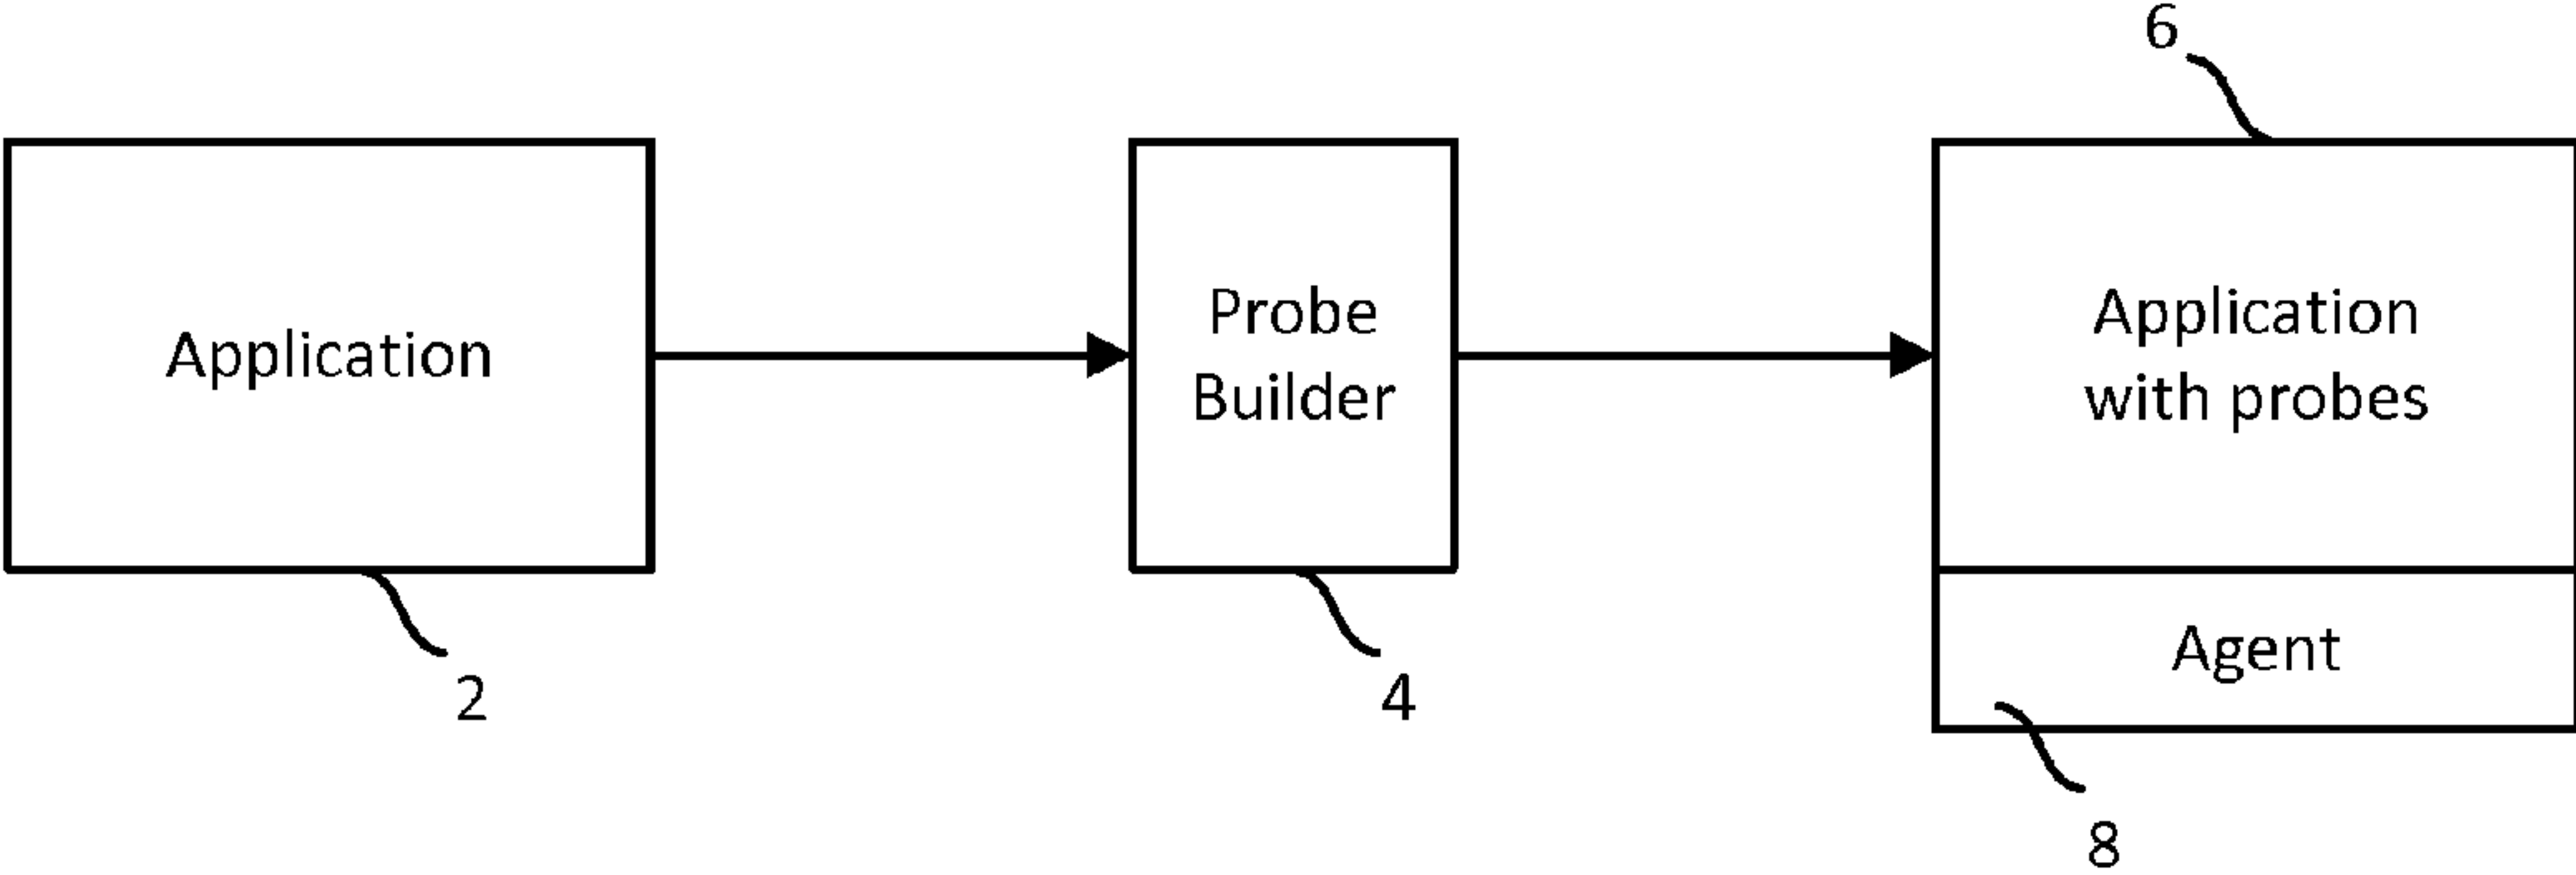 6
Application
Probe
Builder
Application
with probes
Agent
2
4
8